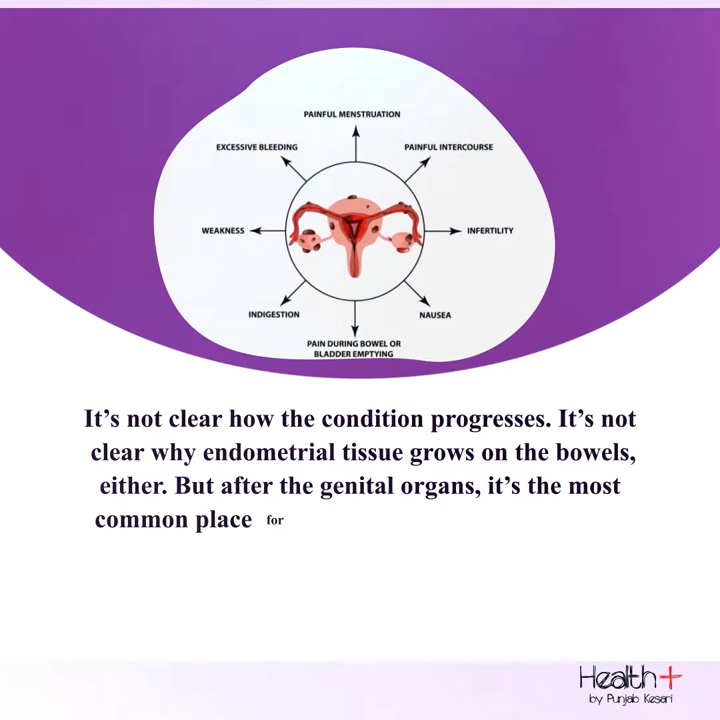 PAINFUL MENSTRUATION
EXCESSIVE BLEEDING
PAINFUL INTERCOURSE
WEAKNESS
INFERTILITY
INDIGESTION
NAUSEA
PAIN DURING BOWEL OR
BLADDER EMPTYING
It’s not clear how the condition progresses. It’s not
clear why endometrial tissue grows on the bowels,
either. But after the genital organs, it’s the most
common place for
Health+
by Punjab Kesari